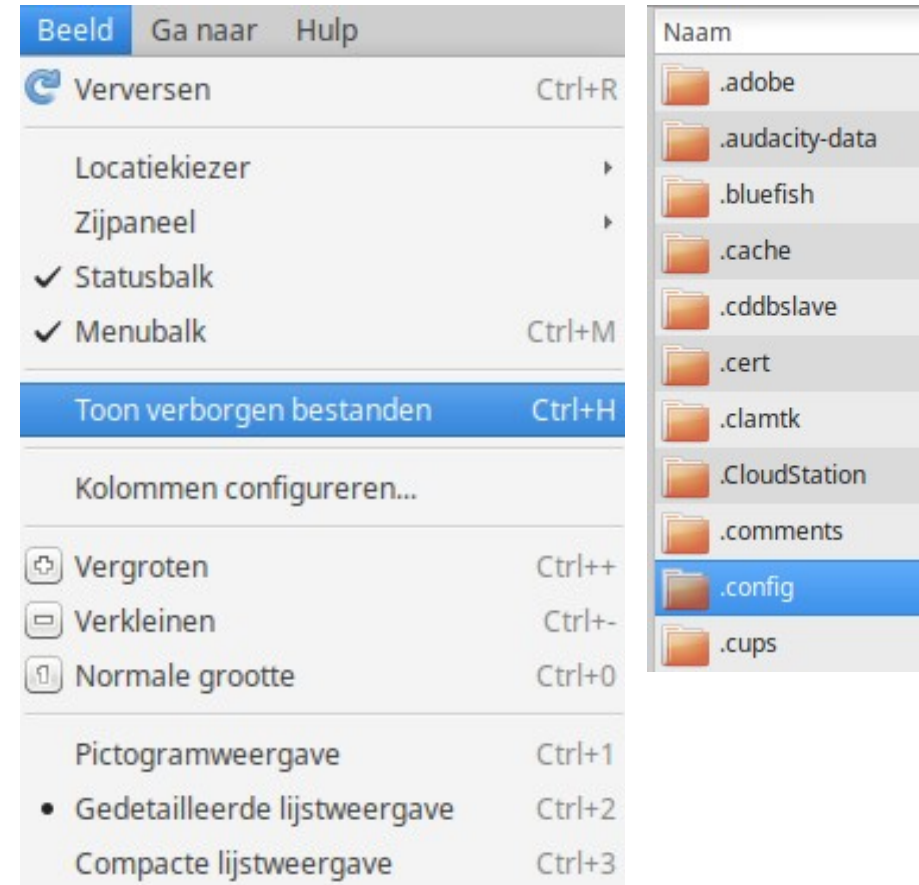 Beeld Ga naar Hulp
Verversen Ctrl+R
Locatiekiezer
Zijpaneel
Statusbalk
Menubalk Ctrl+M
Toon verborgen bestanden Ctrl+H
Kolommen configureren...
Vergroten Ctrl++
Verkleinen Ctrl+-
Normale grootte Ctrl+0
Pictogramweergave Ctrl+1
Gedetailleerde lijstweergave Ctrl+2
Compacte lijstweergave Ctrl+3
Naam
.adobe
.audacity-data
.bluefish
.cache
.cddbslave
.cert
.clamtk
.CloudStation
.comments
.config
.cups